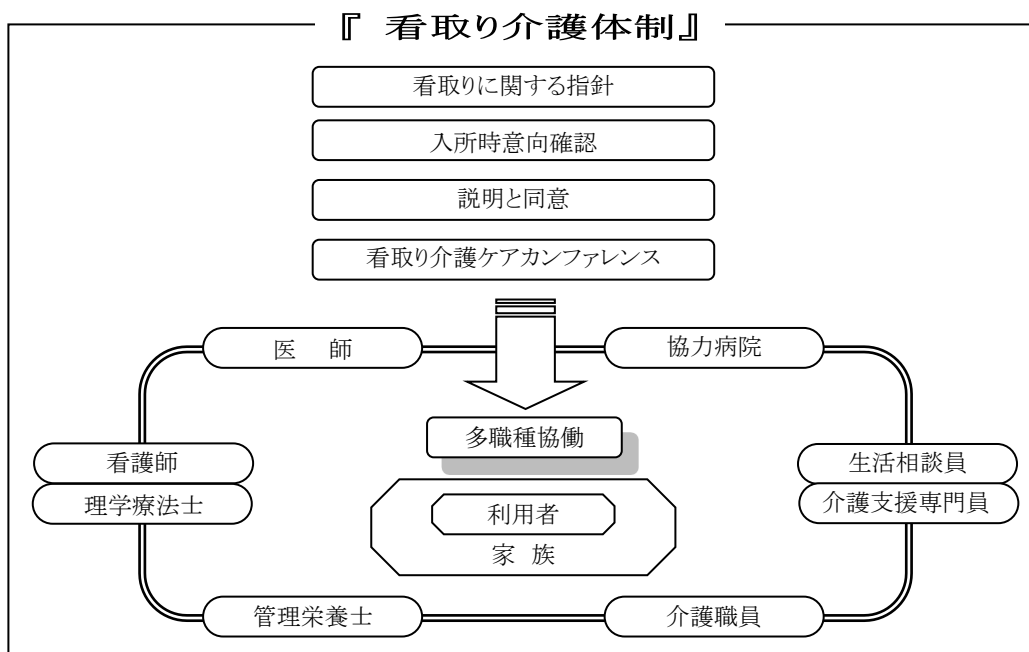 『 看取り介護体制』
看取りに関する指針
入所時意向確認
説明と同意
看取り介護ケアカンファレンス
医　師
協力病院
多職種協働
看護師
生活相談員
理学療法士
介護支援専門員
利用者
家 族
管理栄養士
介護職員